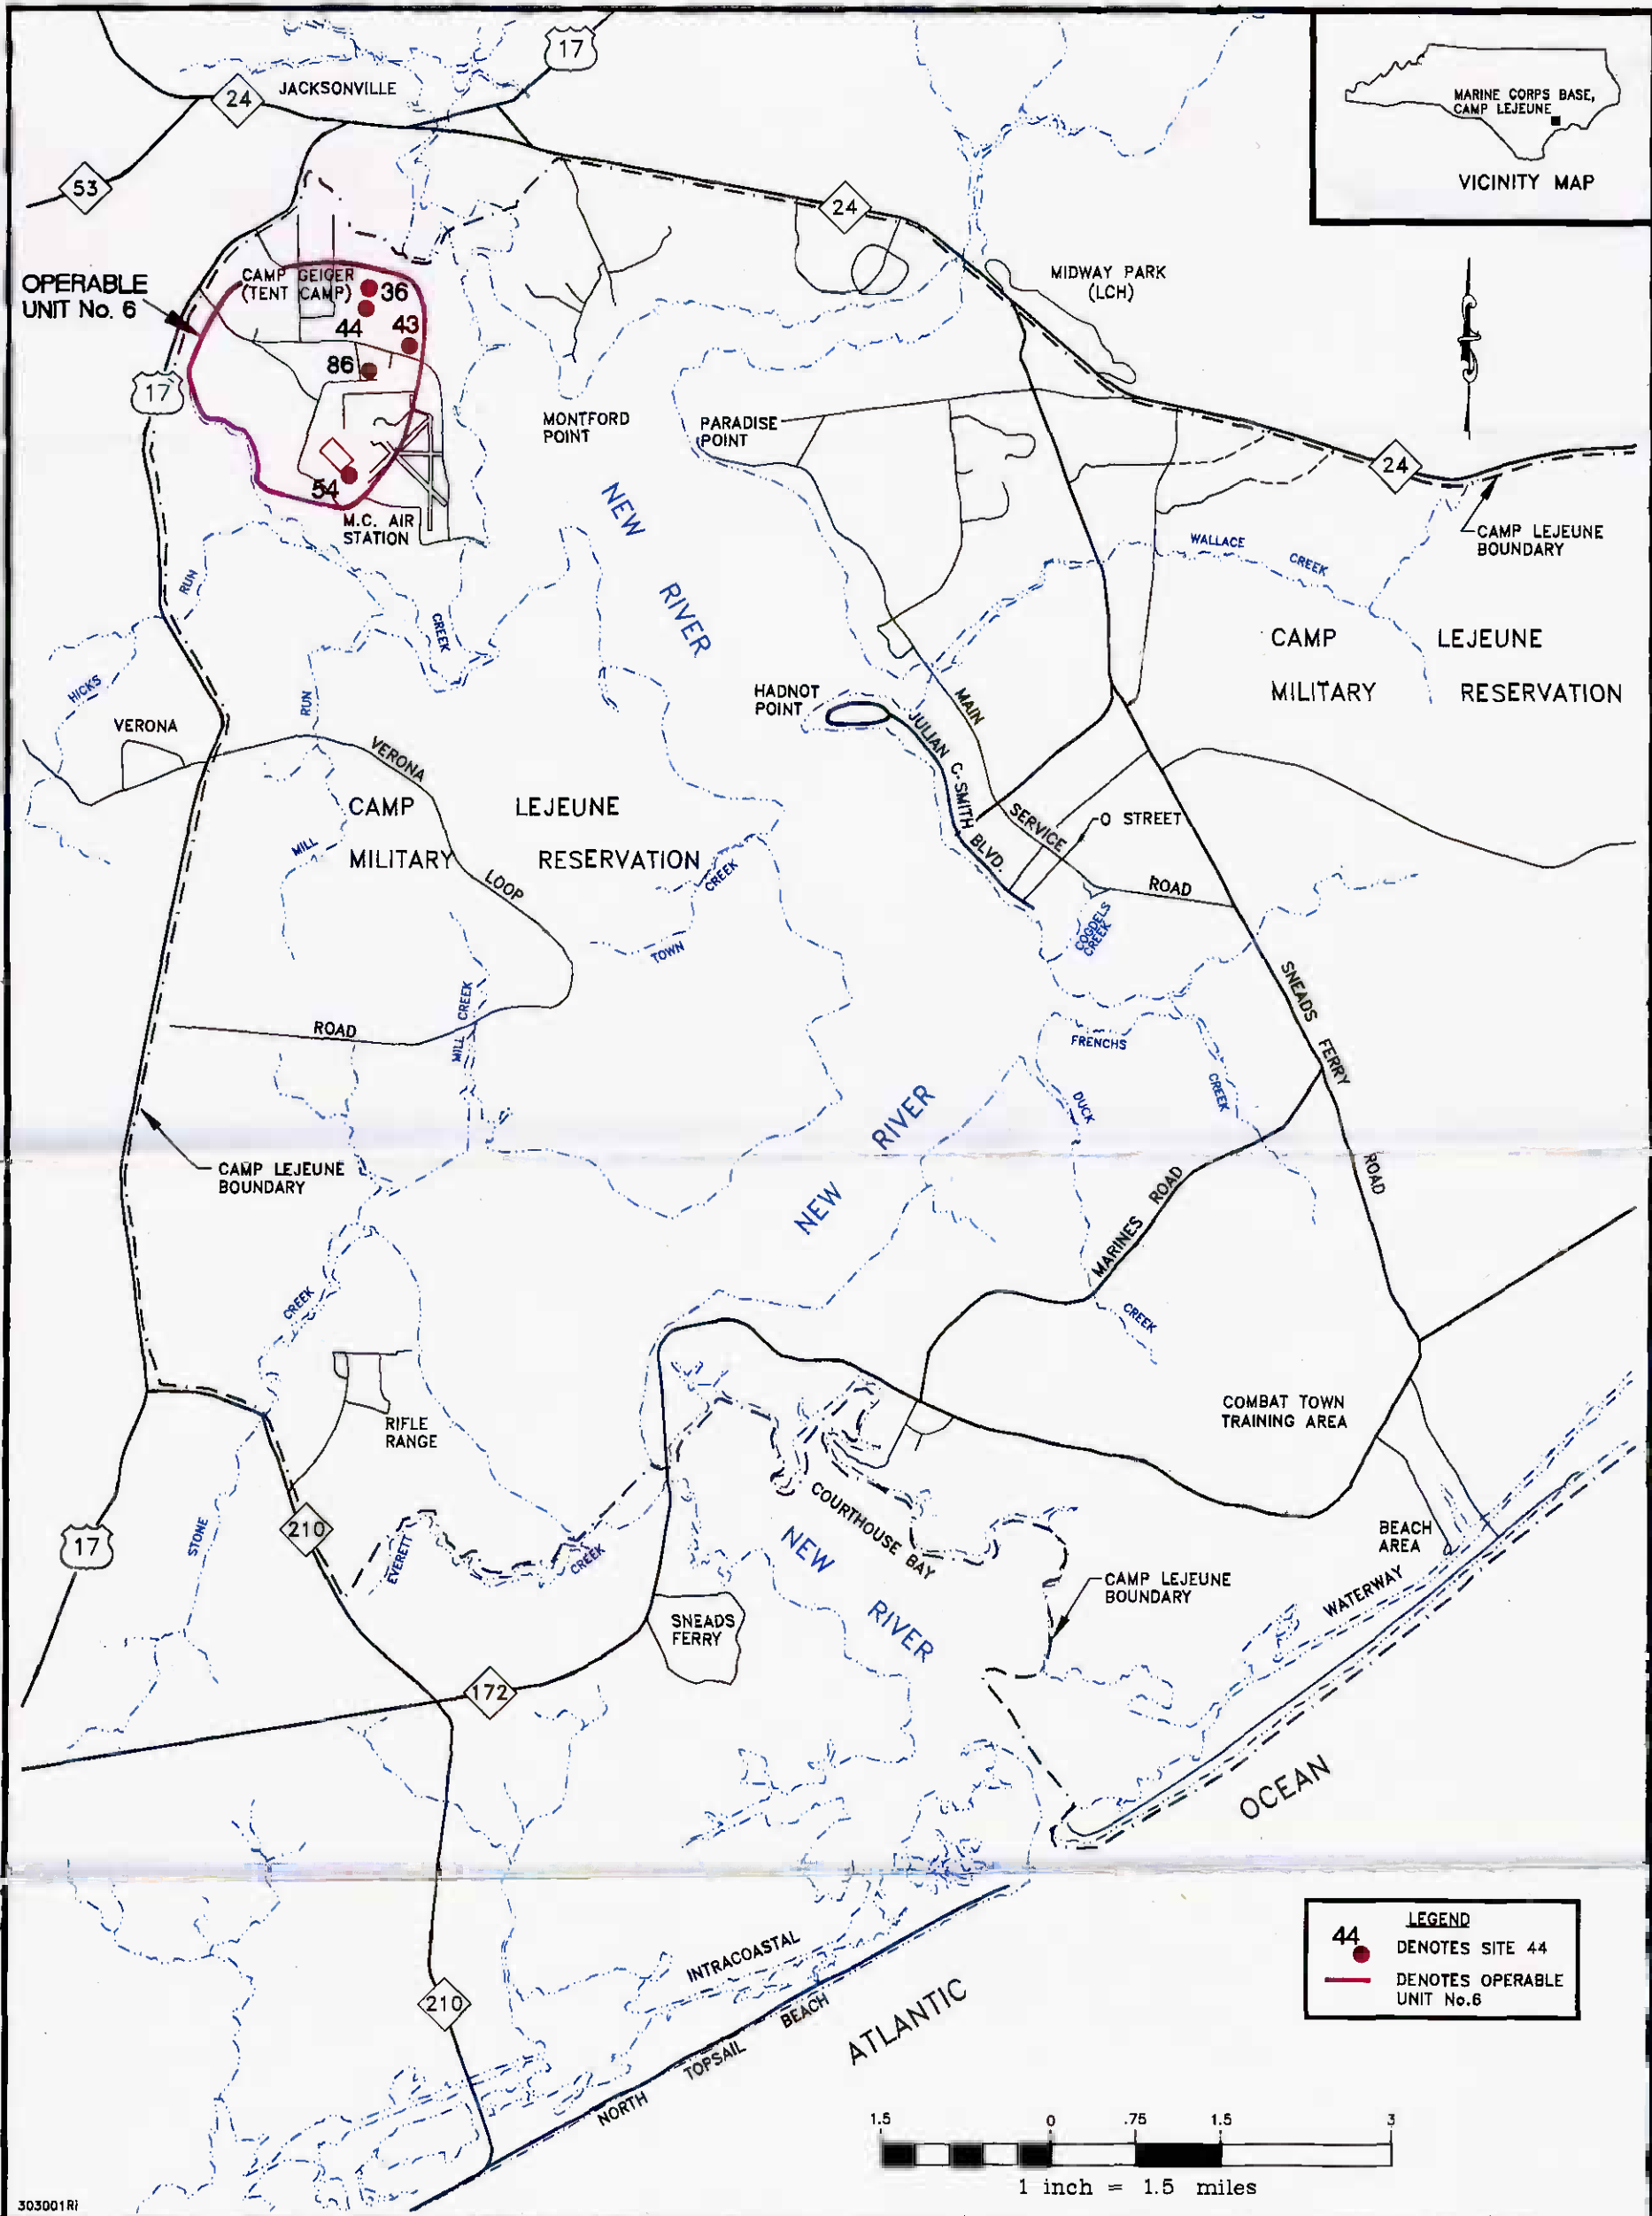 17
JACKSONVILLE
24
53
MARINE CORPS BASE,
CAMP LEJEUNE
VICINITY MAP
24
OPERABLE
UNIT No. 6
CAMP GEIGER
(TENT CAMP)
36
44
43
86
54
17
M.C. AIR
STATION
MIDWAY PARK
(LCH)
MONTFORD
POINT
PARADISE
POINT
24
CAMP LEJEUNE
BOUNDARY
NEW
RIVER
WALLACE
CREEK
CAMP LEJEUNE
MILITARY RESERVATION
RUN
HICKS
CREEK
RUN
VERONA
VERONA
HADNOT
POINT
MAIN
JULIAN C. SMITH BLVD.
SERVICE
O STREET
ROAD
COGDELS
CREEK
CAMP LEJEUNE
MILITARY RESERVATION
MILL
LOOP
CREEK
TOWN
MILL CREEK
ROAD
SNEADS FERRY
ROAD
FRENCHS
CREEK
DUCK
CREEK
RIVER
NEW
MARINES ROAD
CAMP LEJEUNE
BOUNDARY
CREEK
RIFLE
RANGE
COMBAT TOWN
TRAINING AREA
17
210
STONE
EVERETT
CREEK
COURTHOUSE BAY
NEW
RIVER
BEACH
AREA
CAMP LEJEUNE
BOUNDARY
WATERWAY
SNEADS
FERRY
172
OCEAN
INTRACOASTAL
210
NORTH TOPSAIL BEACH
ATLANTIC
LEGEND
44
DENOTES SITE 44
DENOTES OPERABLE
UNIT No.6
1.5 0 .75 1.5 3
1 inch = 1.5 miles
303001RI